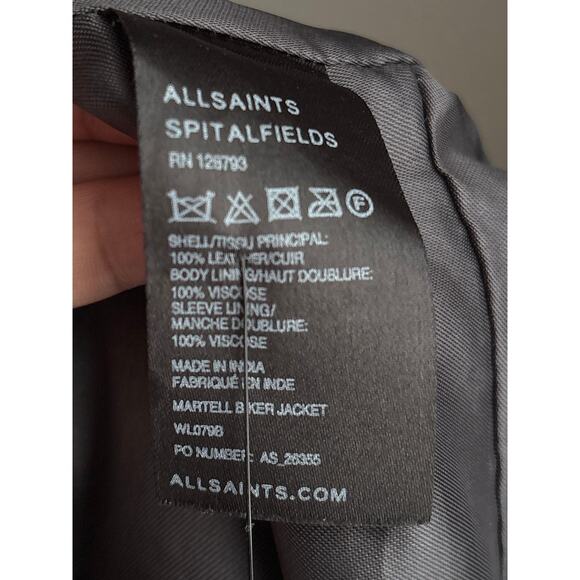 ALLSAINTS
SPITALFIELDS
RN 128793
F
SHELL/TISSU PRINCIPAL:
100% LEATHER/CUIR
BODY LINING/HAUT DOUBLURE:
100% VISCOSE
SLEEVE LINING/
MANCHE DOUBLURE:
100% VISCOSE
MADE IN INDIA
FABRIQUÉ EN INDE
MARTELL BIKER JACKET
WL079B
PO NUMBER: AS_26355
ALLSAINTS.COM